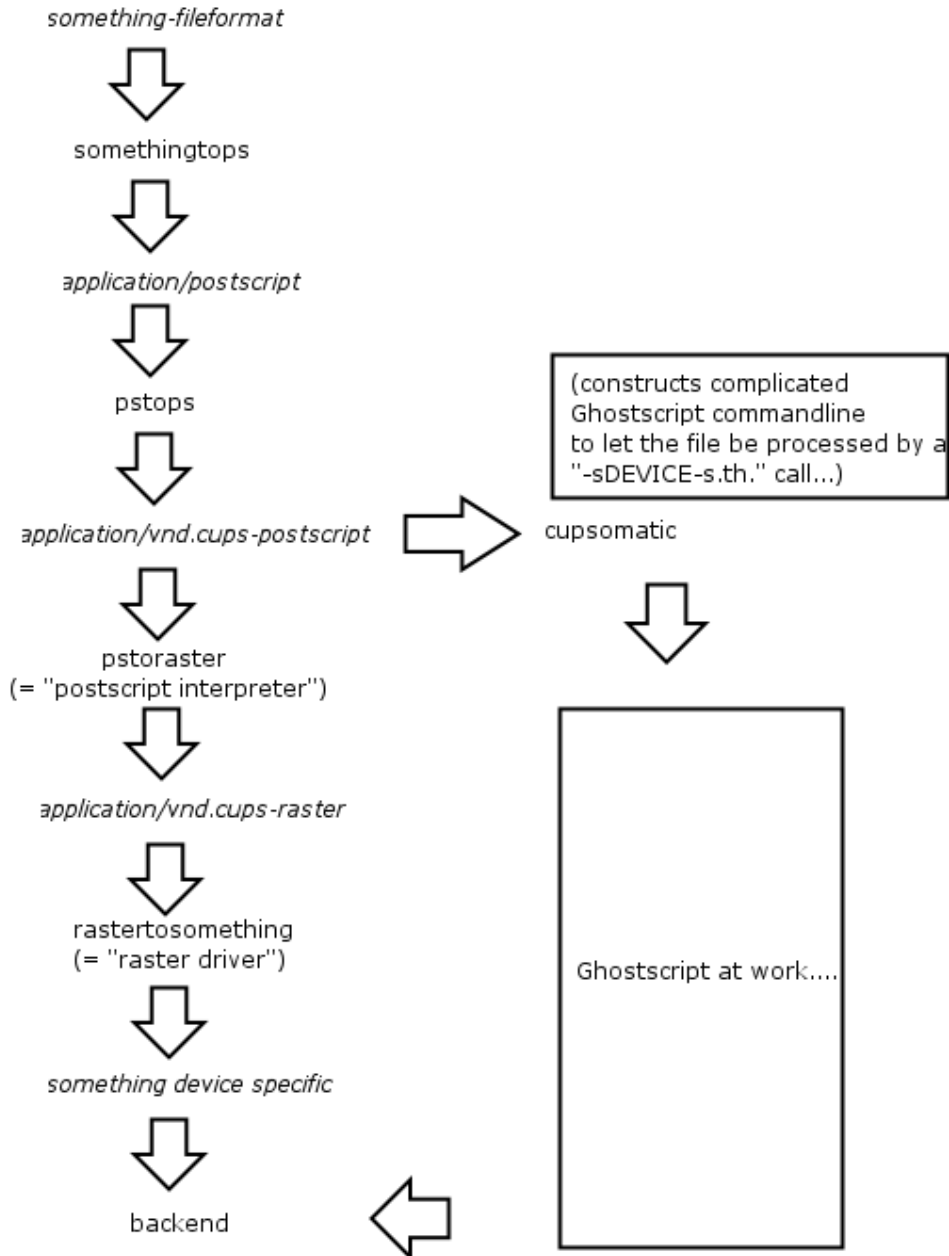 something-fileformat
somethingtops
application/postscript
pstops
(constructs complicated
Ghostscript commandline
to let the file be processed by a
"-sDEVICE-s.th." call...)
application/vnd.cups-postscript
cupsomatic
pstoraster
(= "postscript interpreter")
application/vnd.cups-raster
rastertosomething
(= "raster driver")
Ghostscript at work....
something device specific
backend